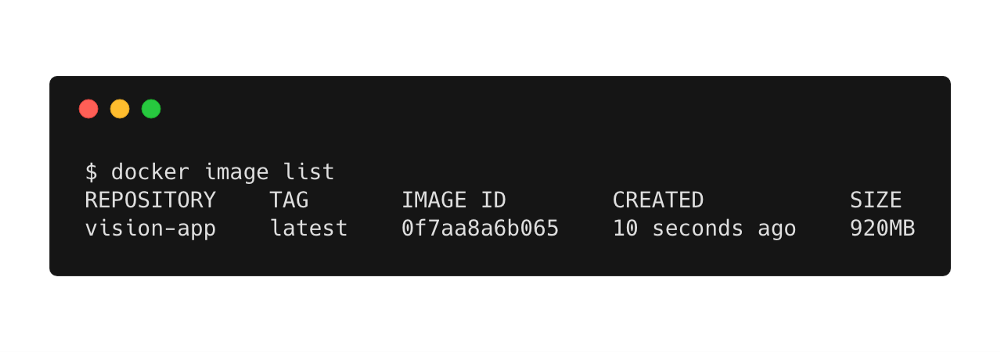 $ docker image list
REPOSITORY    TAG       IMAGE ID        CREATED           SIZE
vision-app    latest    0f7aa8a6b065    10 seconds ago    920MB